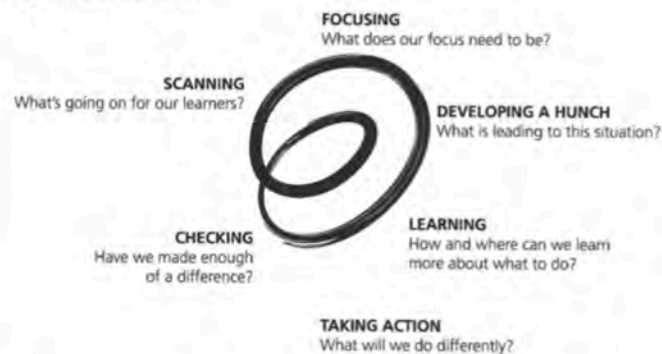 FOCUSING
What does our focus need to be?
SCANNING
What's going on for our learners?
DEVELOPING A HUNCH
What is leading to this situation?
LEARNING
How and where can we learn
more about what to do?
CHECKING
Have we made enough
of a difference?
TAKING ACTION
What will we do differently?